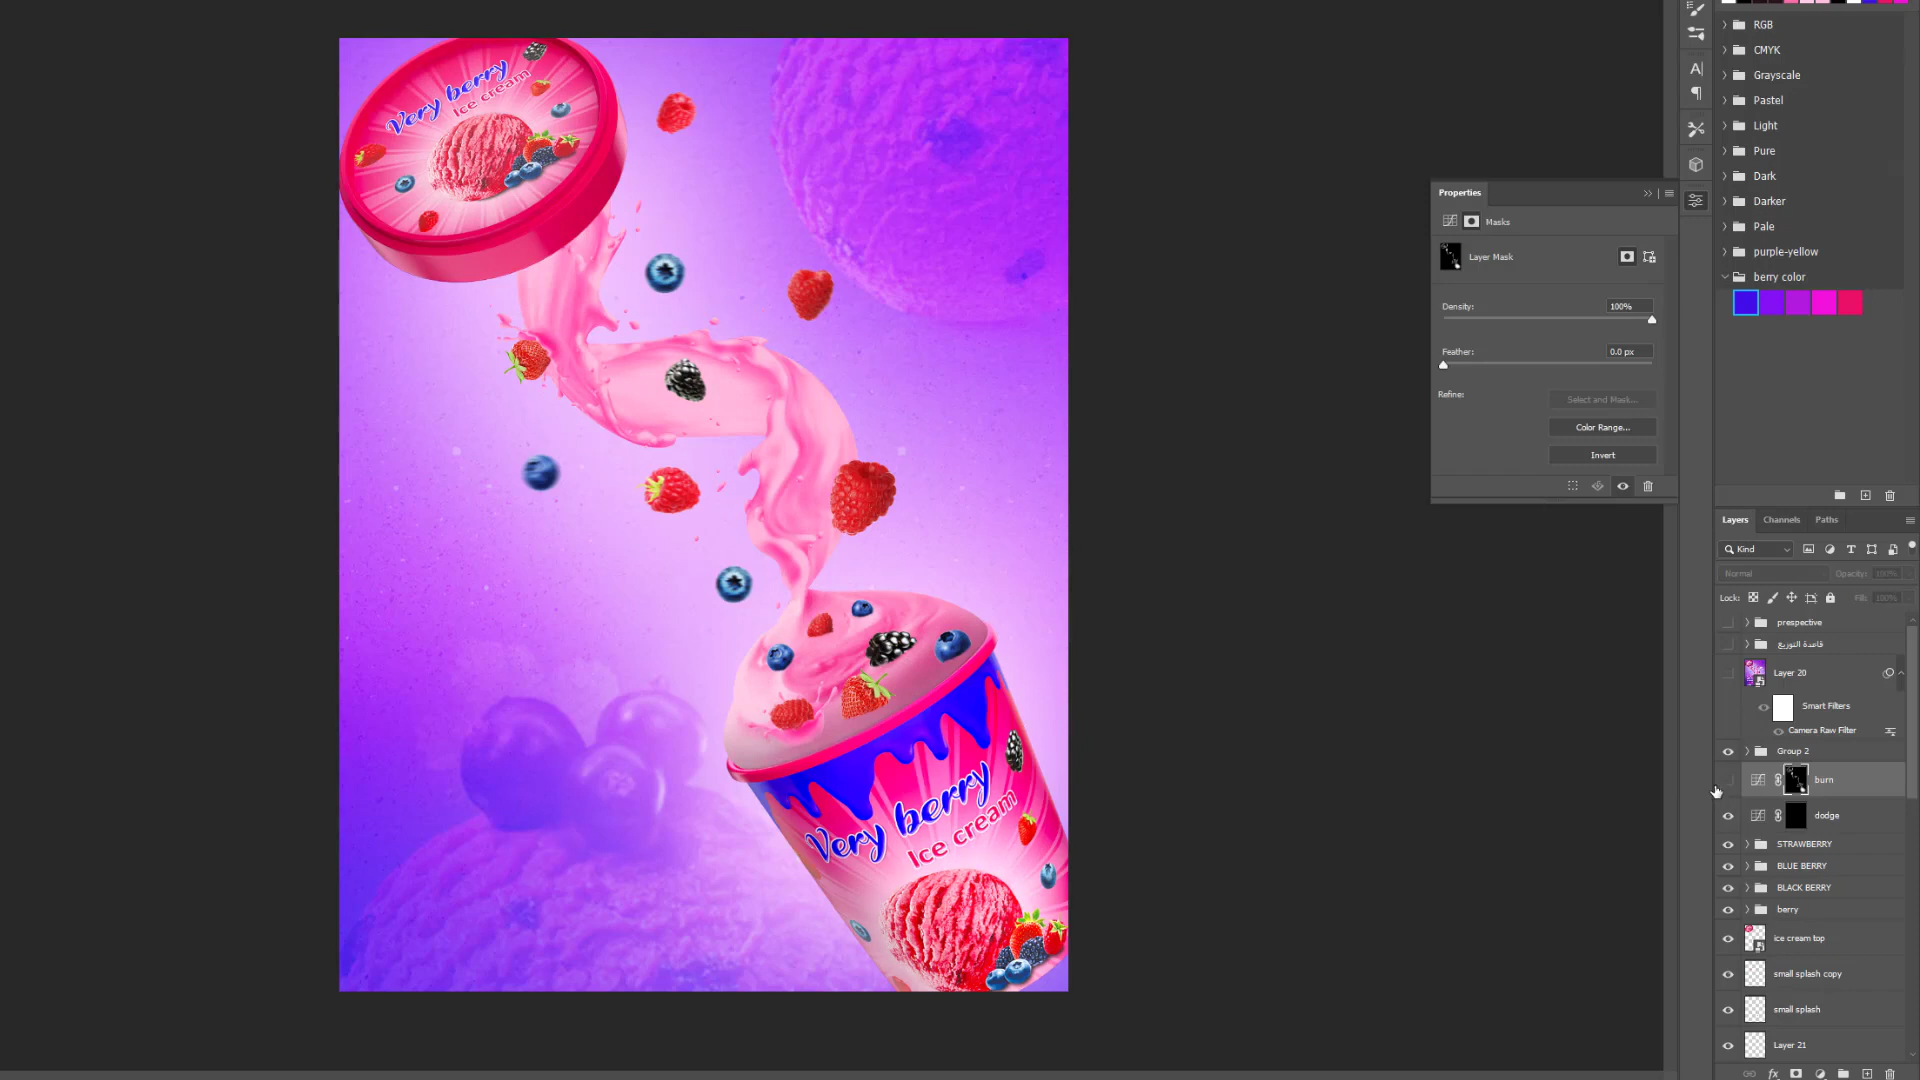 Very berry
Ice cream
Very berry
Ice cream
RGB
CMYK
Grayscale
Pastel
Light
Pure
Dark
Darker
Pale
purple-yellow
berry color
Properties
Masks
Layer Mask
Density:
100%
Feather:
0.0 px
Refine:
Select and Mask...
Color Range...
Invert
Layers
Channels
Paths
Kind
Normal
Opacity:
100%
Lock:
Fill:
100%
prespective
قاعدة التوزيع
Layer 20
Smart Filters
Camera Raw Filter
Group 2
burn
dodge
STRAWBERRY
BLUE BERRY
BLACK BERRY
berry
ice cream top
small splash copy
small splash
Layer 21
fx